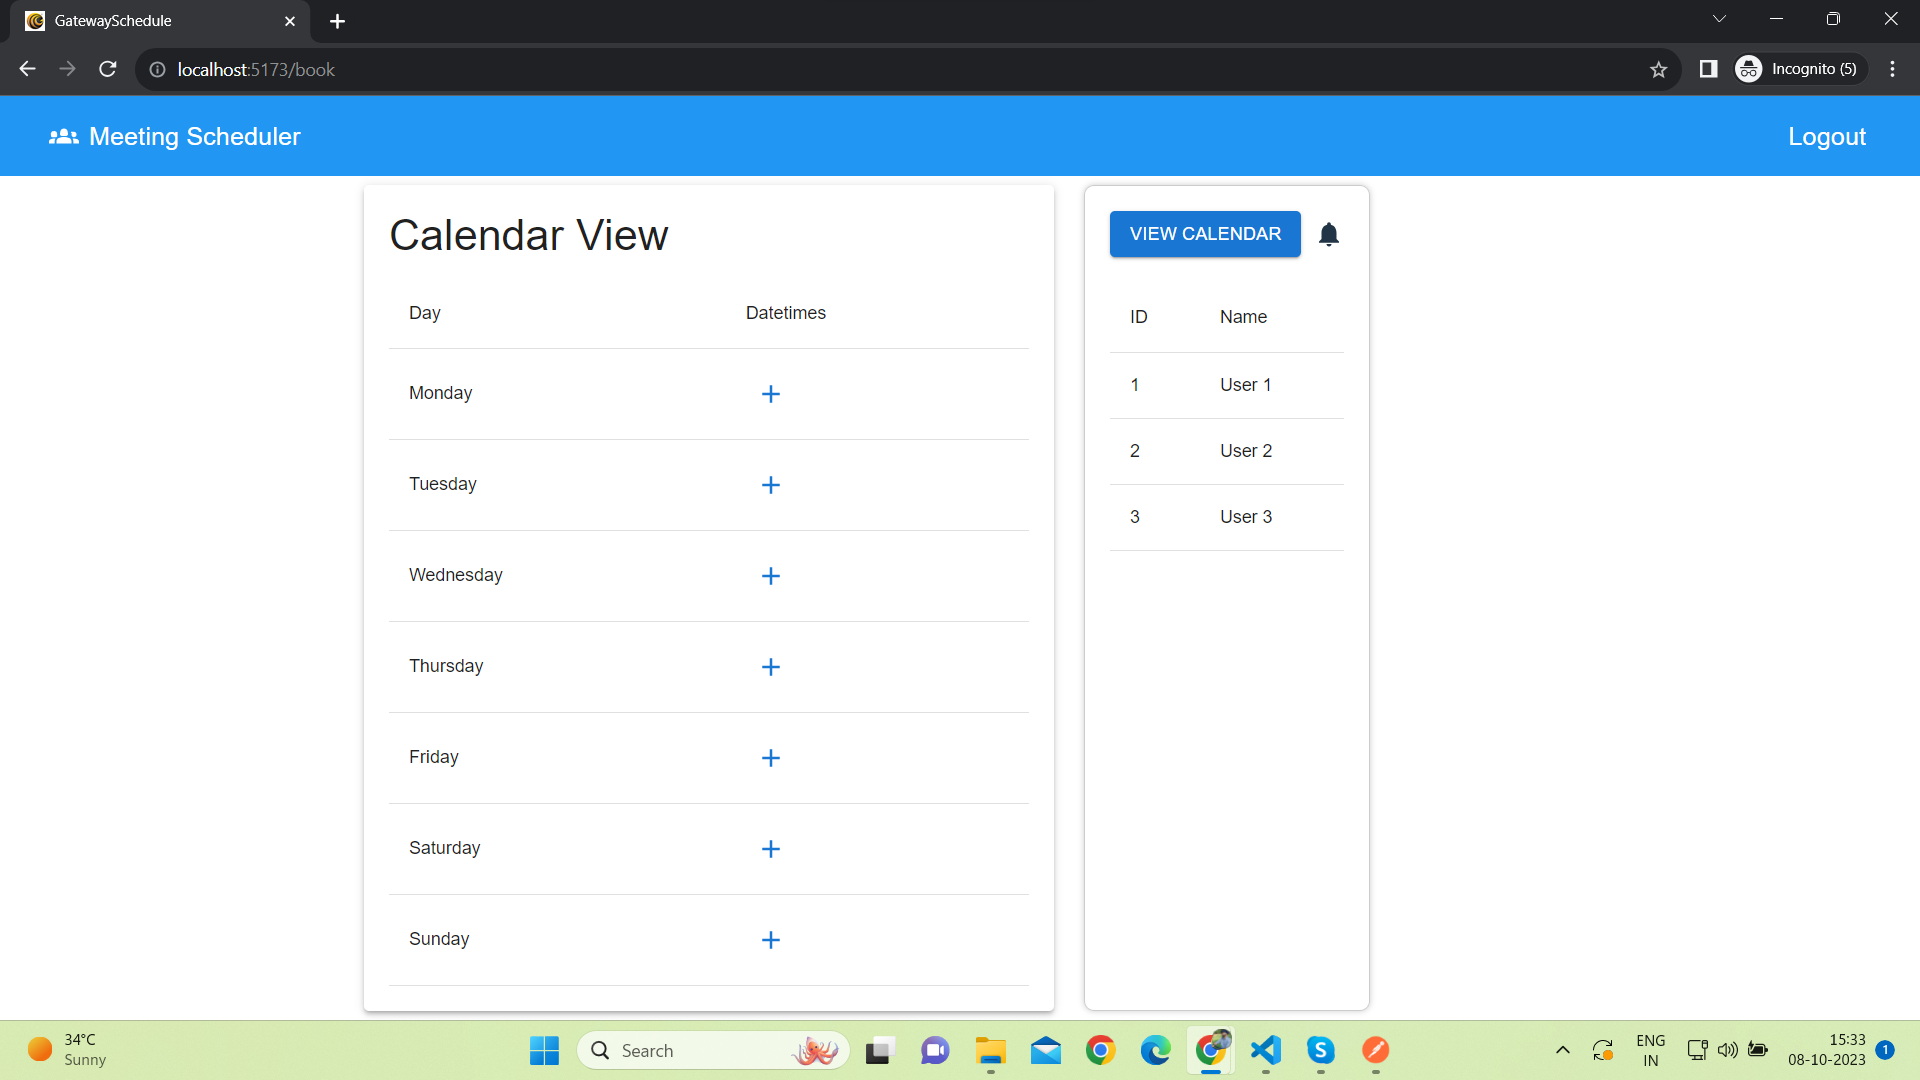 GatewaySchedule
localhost:5173/book
Incognito (5)
Meeting Scheduler
Logout
Calendar View
Day Datetimes
Monday
Tuesday
Wednesday
Thursday
Friday
Saturday
Sunday
VIEW CALENDAR
ID Name
1 User 1
2 User 2
3 User 3
34°C
Sunny
Search
S
ENG
IN
15:33
08-10-2023
1